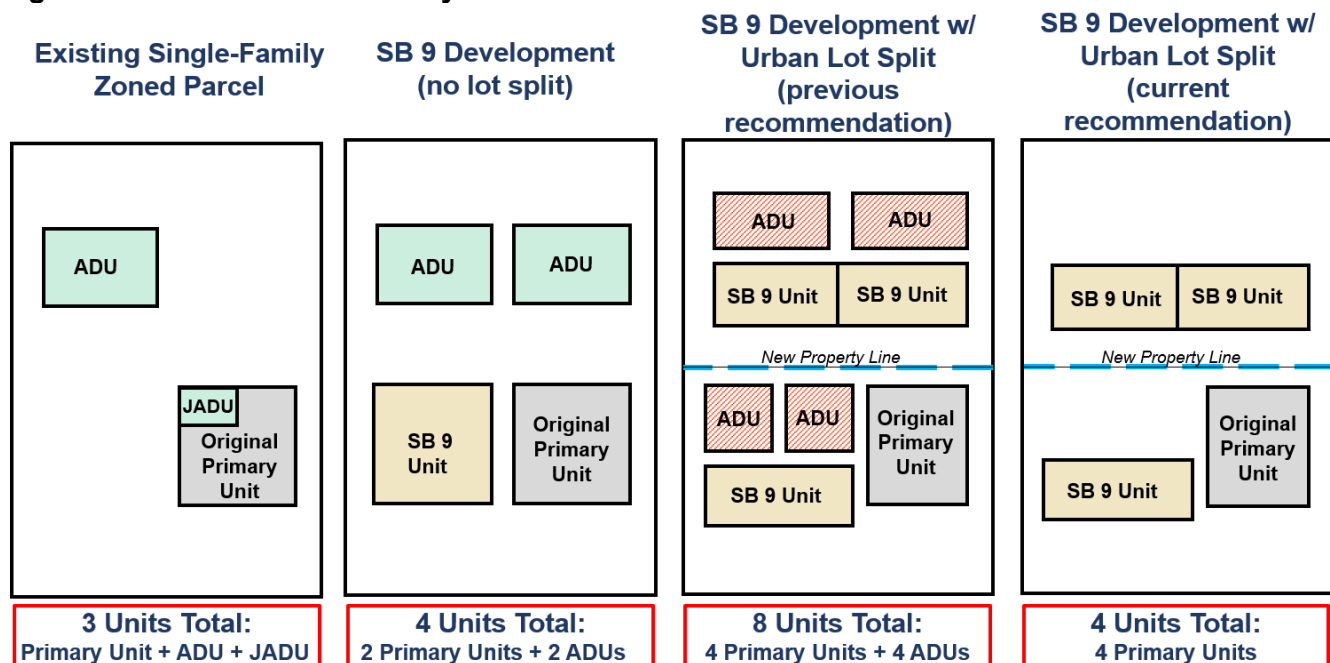 Existing Single-Family
Zoned Parcel
ADU
JADU
Original
Primary
Unit
3 Units Total:
Primary Unit + ADU + JADU
SB 9 Development
(no lot split)
ADU
ADU
SB 9
Unit
Original
Primary
Unit
4 Units Total:
2 Primary Units + 2 ADUs
SB 9 Development w/
Urban Lot Split
(previous
recommendation)
ADU
ADU
SB 9 Unit
SB 9 Unit
New Property Line
ADU
ADU
Original
Primary
Unit
SB 9 Unit
8 Units Total:
4 Primary Units + 4 ADUs
SB 9 Development w/
Urban Lot Split
(current
recommendation)
SB 9 Unit
SB 9 Unit
New Property Line
Original
Primary
Unit
SB 9 Unit
4 Units Total:
4 Primary Units